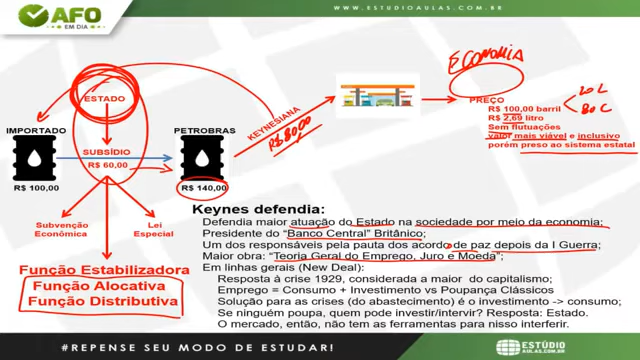 AFO
EM DIA
WWW.ESTUDIOAULAS.COM.BR
ECONOMIA
ESTADO
IMPORTADO
R$ 100,00
SUBSÍDIO
R$ 60,00
PETROBRAS
R$ 140,00
KEYNESIANA
R$ 80,00
PREÇO
R$ 100,00 barril
R$ 2,69 litro
Sem flutuações
valor mais viável e inclusivo
porém preso ao sistema estatal
20 L
80 C
Subvenção
Econômica
Lei
Especial
Função Estabilizadora
Função Alocativa
Função Distributiva
Keynes defendia:
Defendia maior atuação do Estado na sociedade por meio da economia;
Presidente do “Banco Central” Britânico;
Um dos responsáveis pela pauta dos acordo de paz depois da I Guerra;
Maior obra: “Teoria Geral do Emprego, Juro e Moeda”;
Em linhas gerais (New Deal):
Resposta à crise 1929, considerada a maior do capitalismo;
Emprego = Consumo + Investimento vs Poupança Clássicos
Solução para as crises (do abastecimento) é o investimento -> consumo;
Se ninguém poupa, quem pode investir/intervir? Resposta: Estado.
O mercado, então, não tem as ferramentas para nisso interferir.
#REPENSE SEU MODO DE ESTUDAR!
ESTÚDIO
AULAS.COM.BR